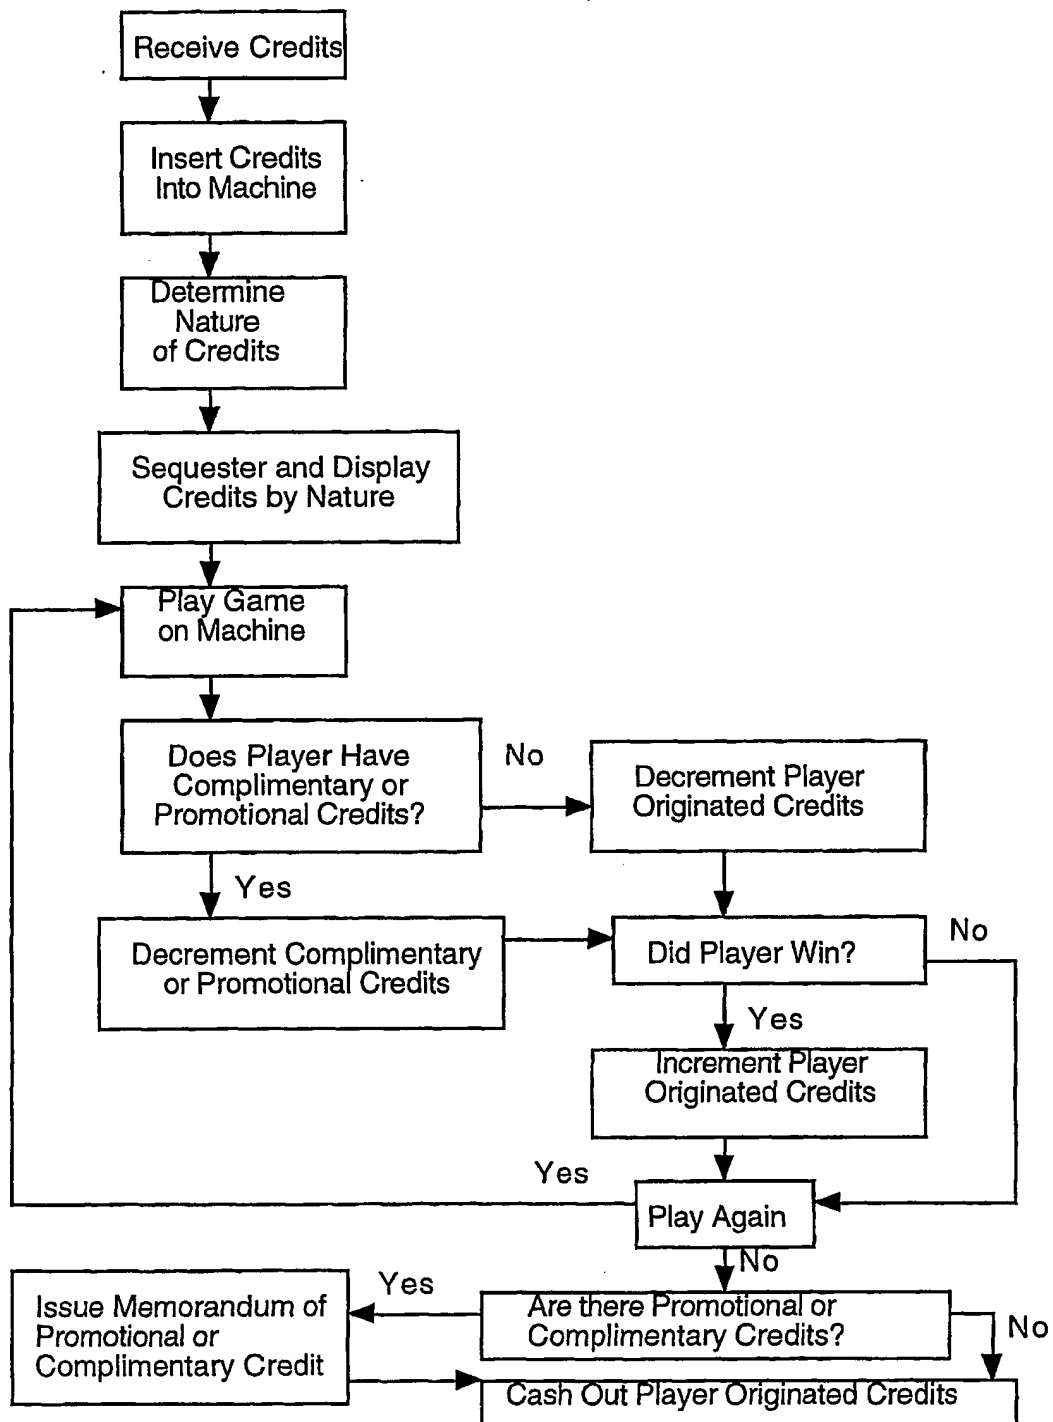 Receive Credits
Insert Credits
Into Machine
Determine
Nature
of Credits
Sequester and Display
Credits by Nature
Play Game
on Machine
Does Player Have
Complimentary or
Promotional Credits?
No
Decrement Player
Originated Credits
Yes
Decrement Complimentary
or Promotional Credits
Did Player Win?
No
Yes
Increment Player
Originated Credits
Yes
Play Again
No
Are there Promotional or
Complimentary Credits?
Yes
No
Issue Memorandum of
Promotional or
Complimentary Credit
Cash Out Player Originated Credits